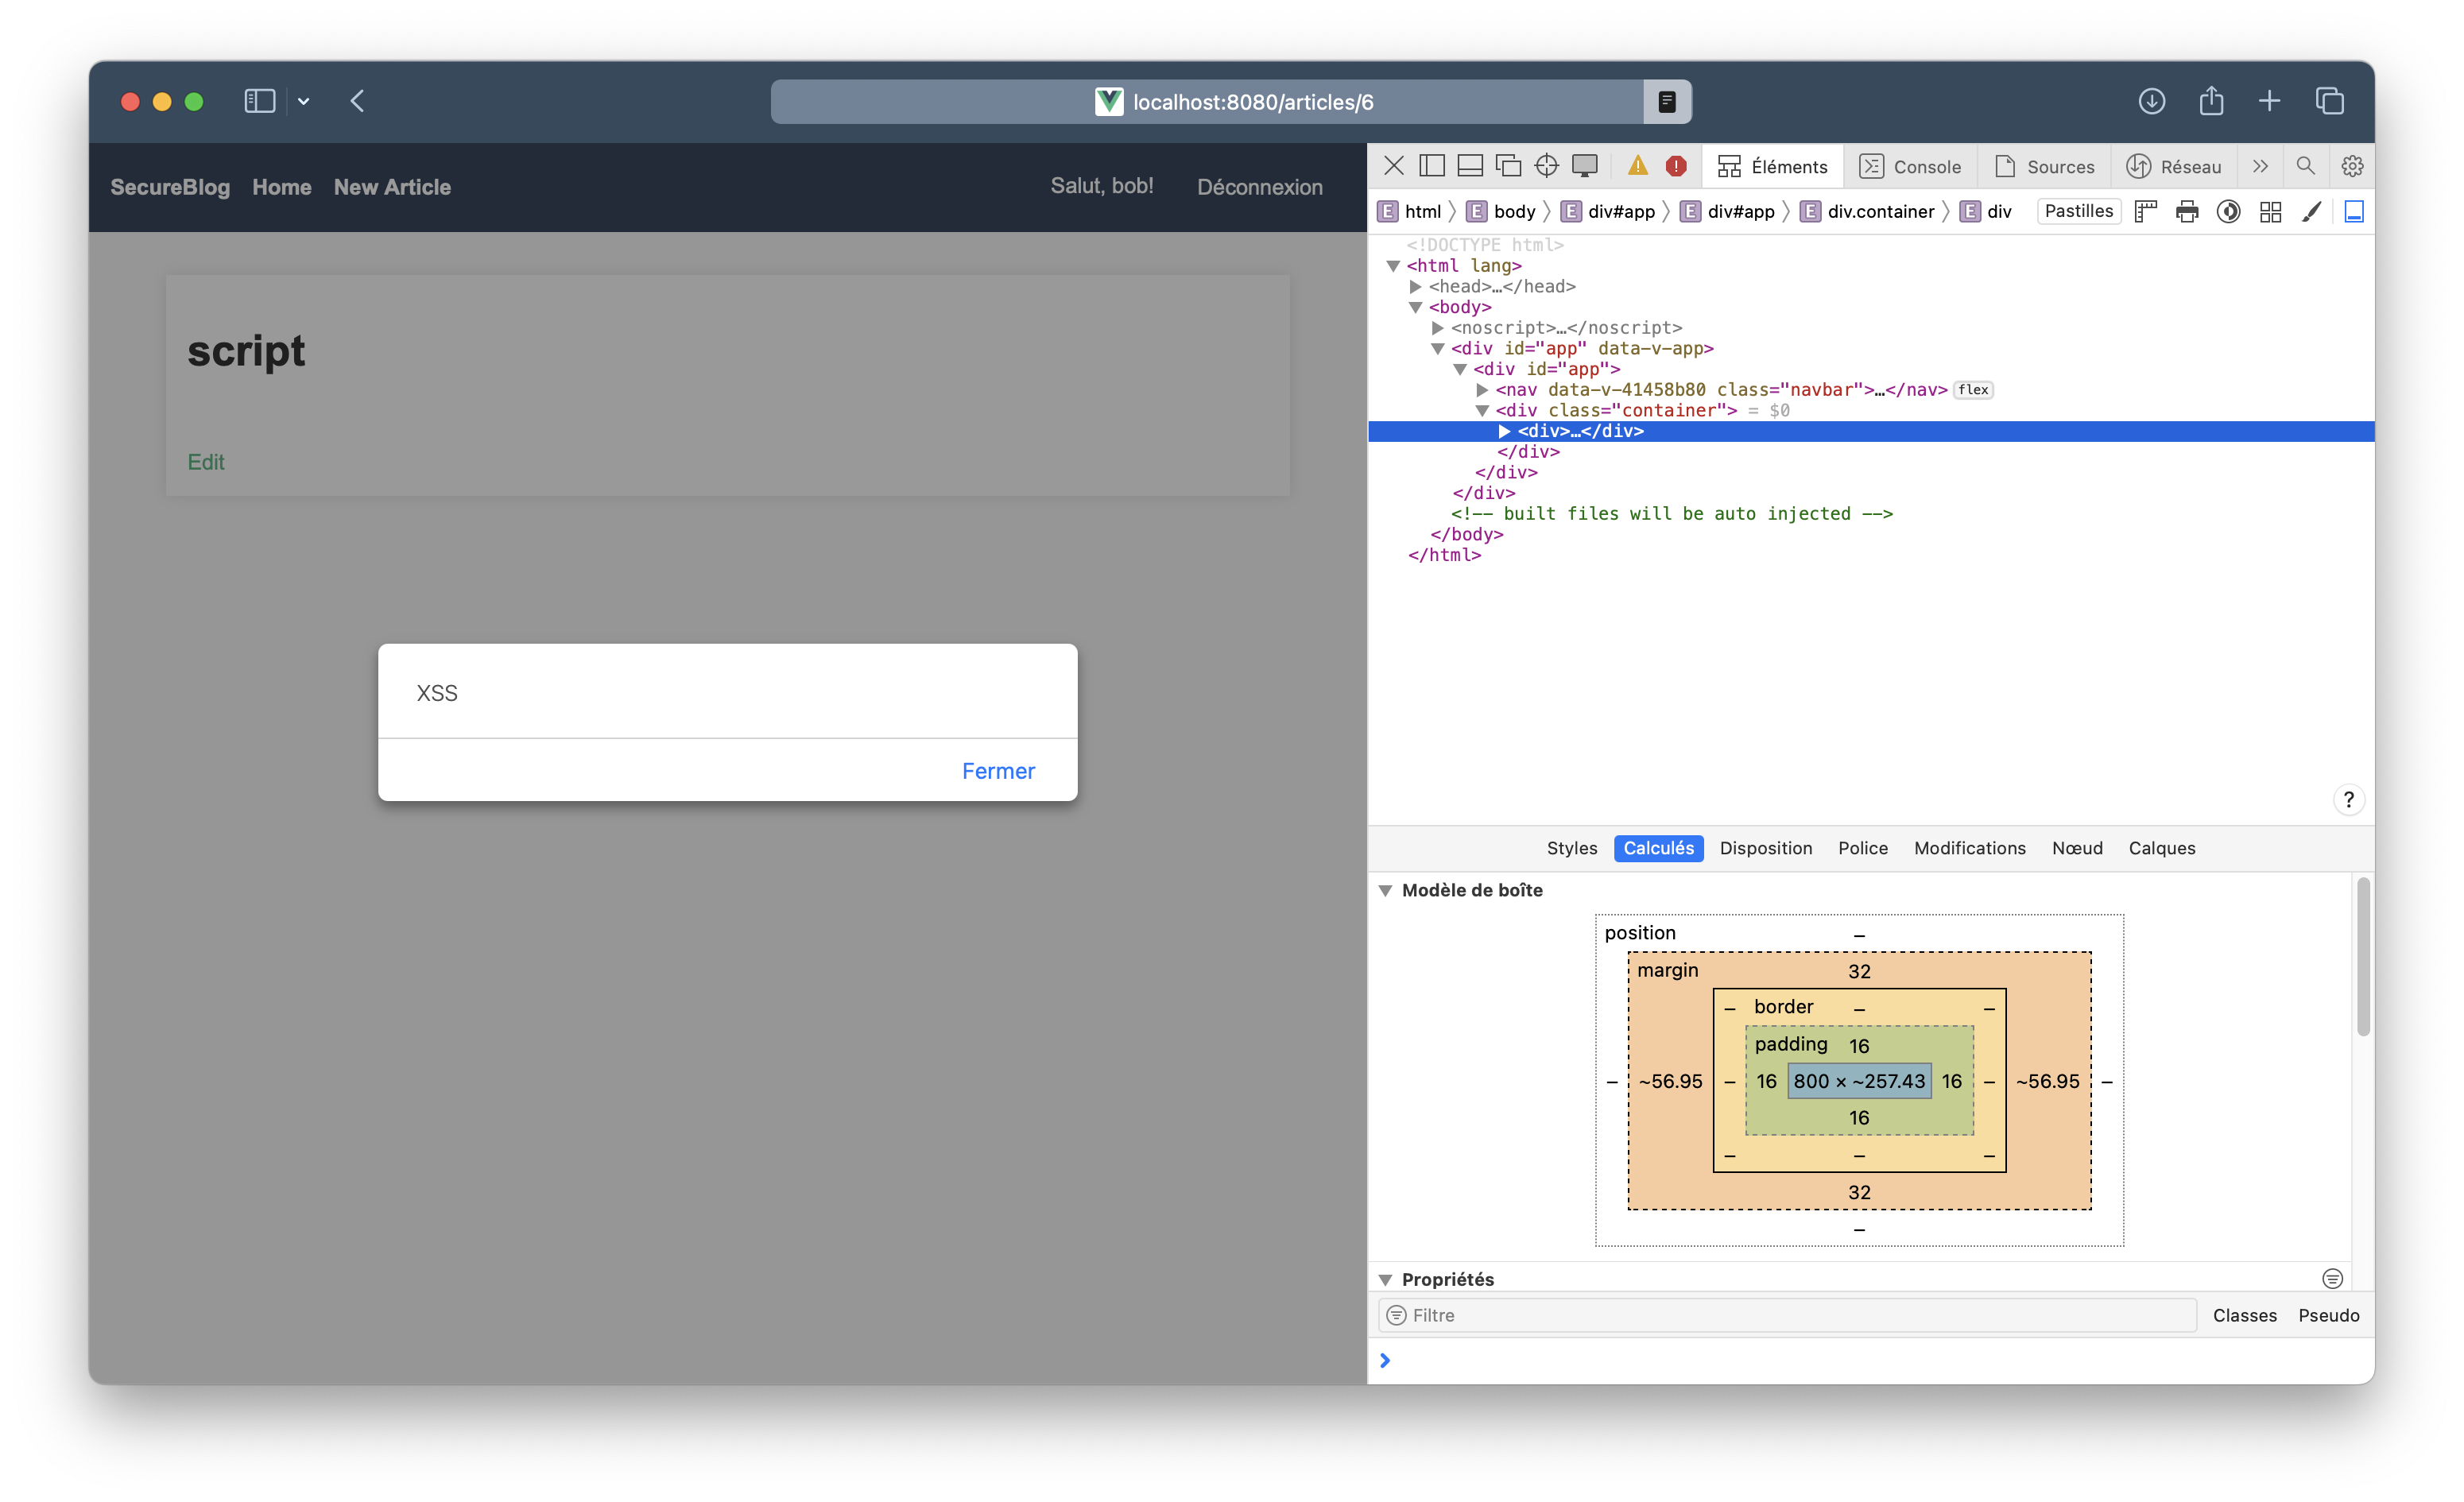 localhost:8080/articles/6
SecureBlog Home New Article Salut, bob! Déconnexion
script
Edit
XSS
Fermer
Éléments Console Sources Réseau
E html E body E div#app E div#app E div.container E div Pastilles
<!DOCTYPE html>
<html lang>
<head>…</head>
<body>
<noscript>…</noscript>
<div id="app" data-v-app>
<div id="app">
<nav data-v-41458b80 class="navbar">…</nav> flex
<div class="container"> = $0
<div>…</div>
</div>
</div>
</div>
<!-- built files will be auto injected -->
</body>
</html>
?
Styles Calculés Disposition Police Modifications Nœud Calques
Modèle de boîte
position –
margin 32
– border – –
padding 16
– ~56.95 – 16 800 × ~257.43 16 – ~56.95 –
16
– – –
32
–
Propriétés
Filtre Classes Pseudo